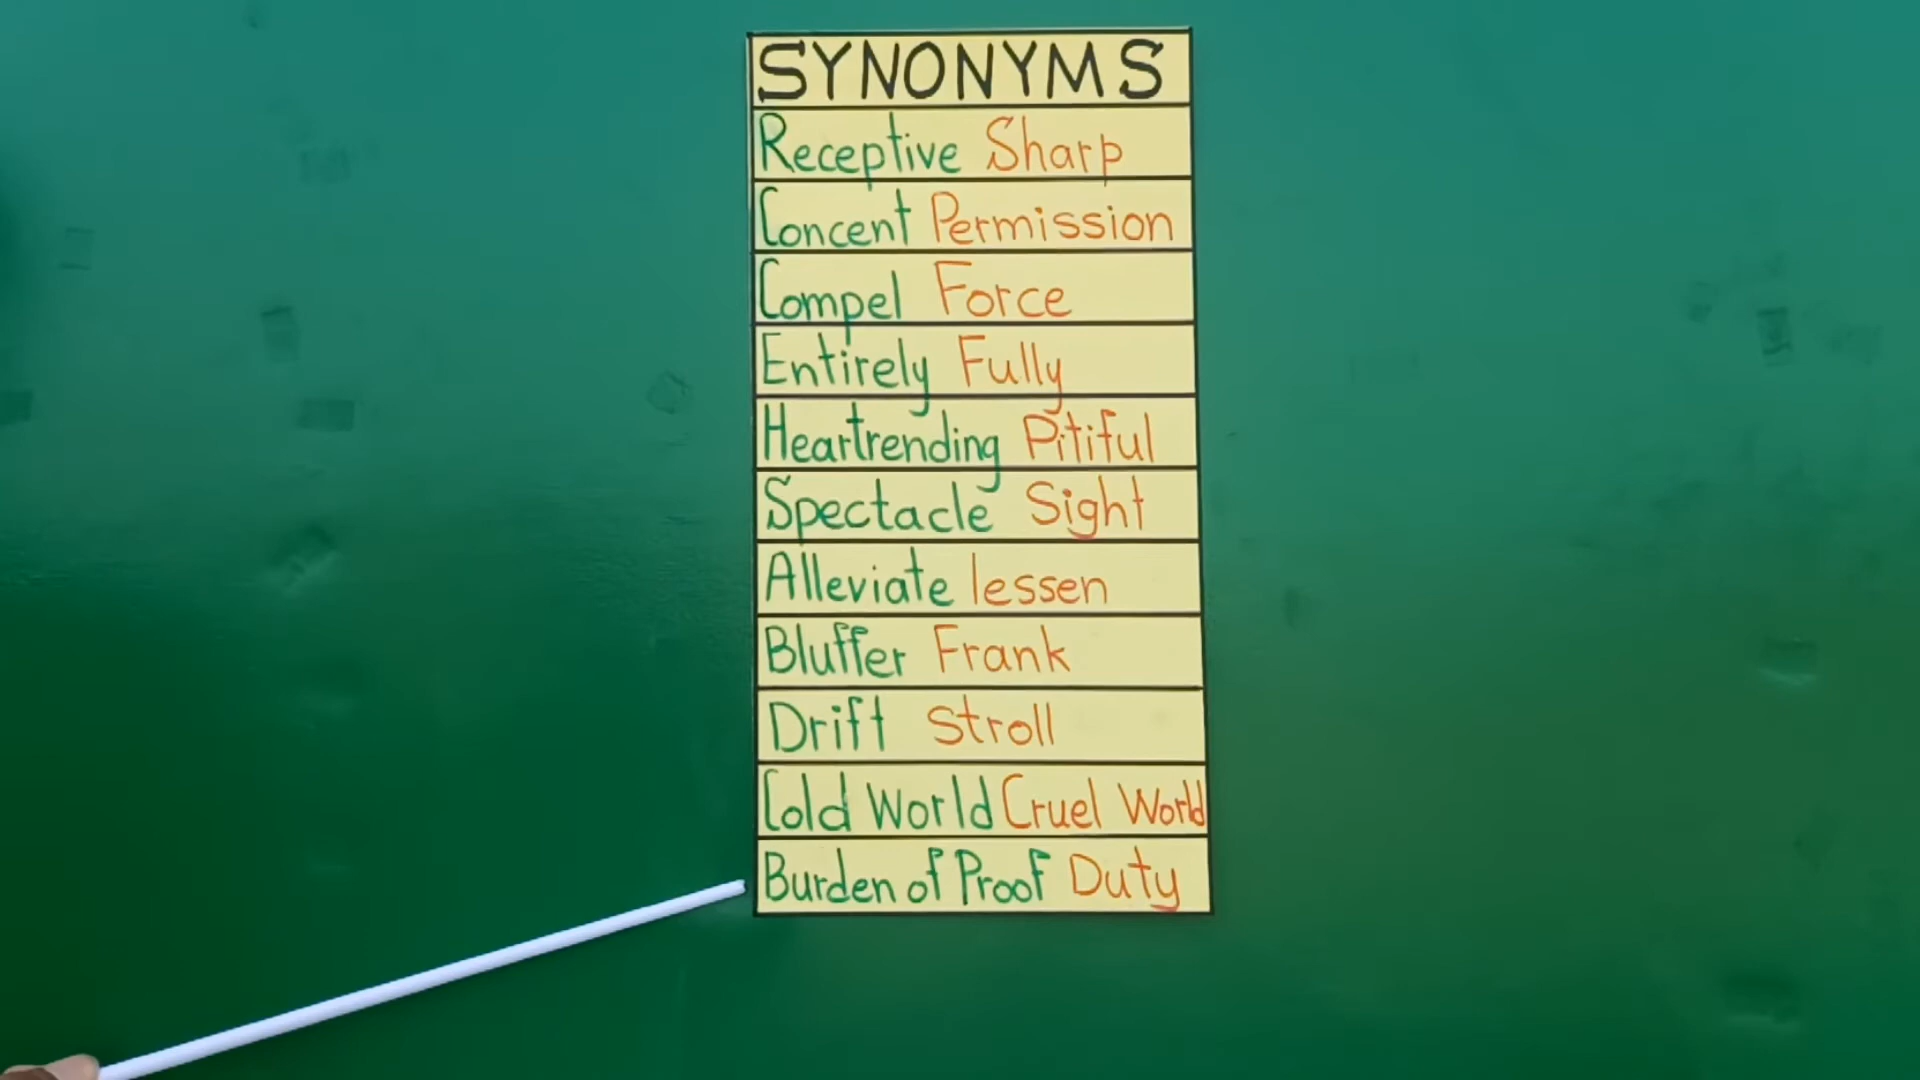 SYNONYMS
Receptive Sharp
Concent Permission
Compel Force
Entirely Fully
Heartrending Pitiful
Spectacle Sight
Alleviate lessen
Bluffer Frank
Drift Stroll
Cold World Cruel World
Burden of Proof Duty